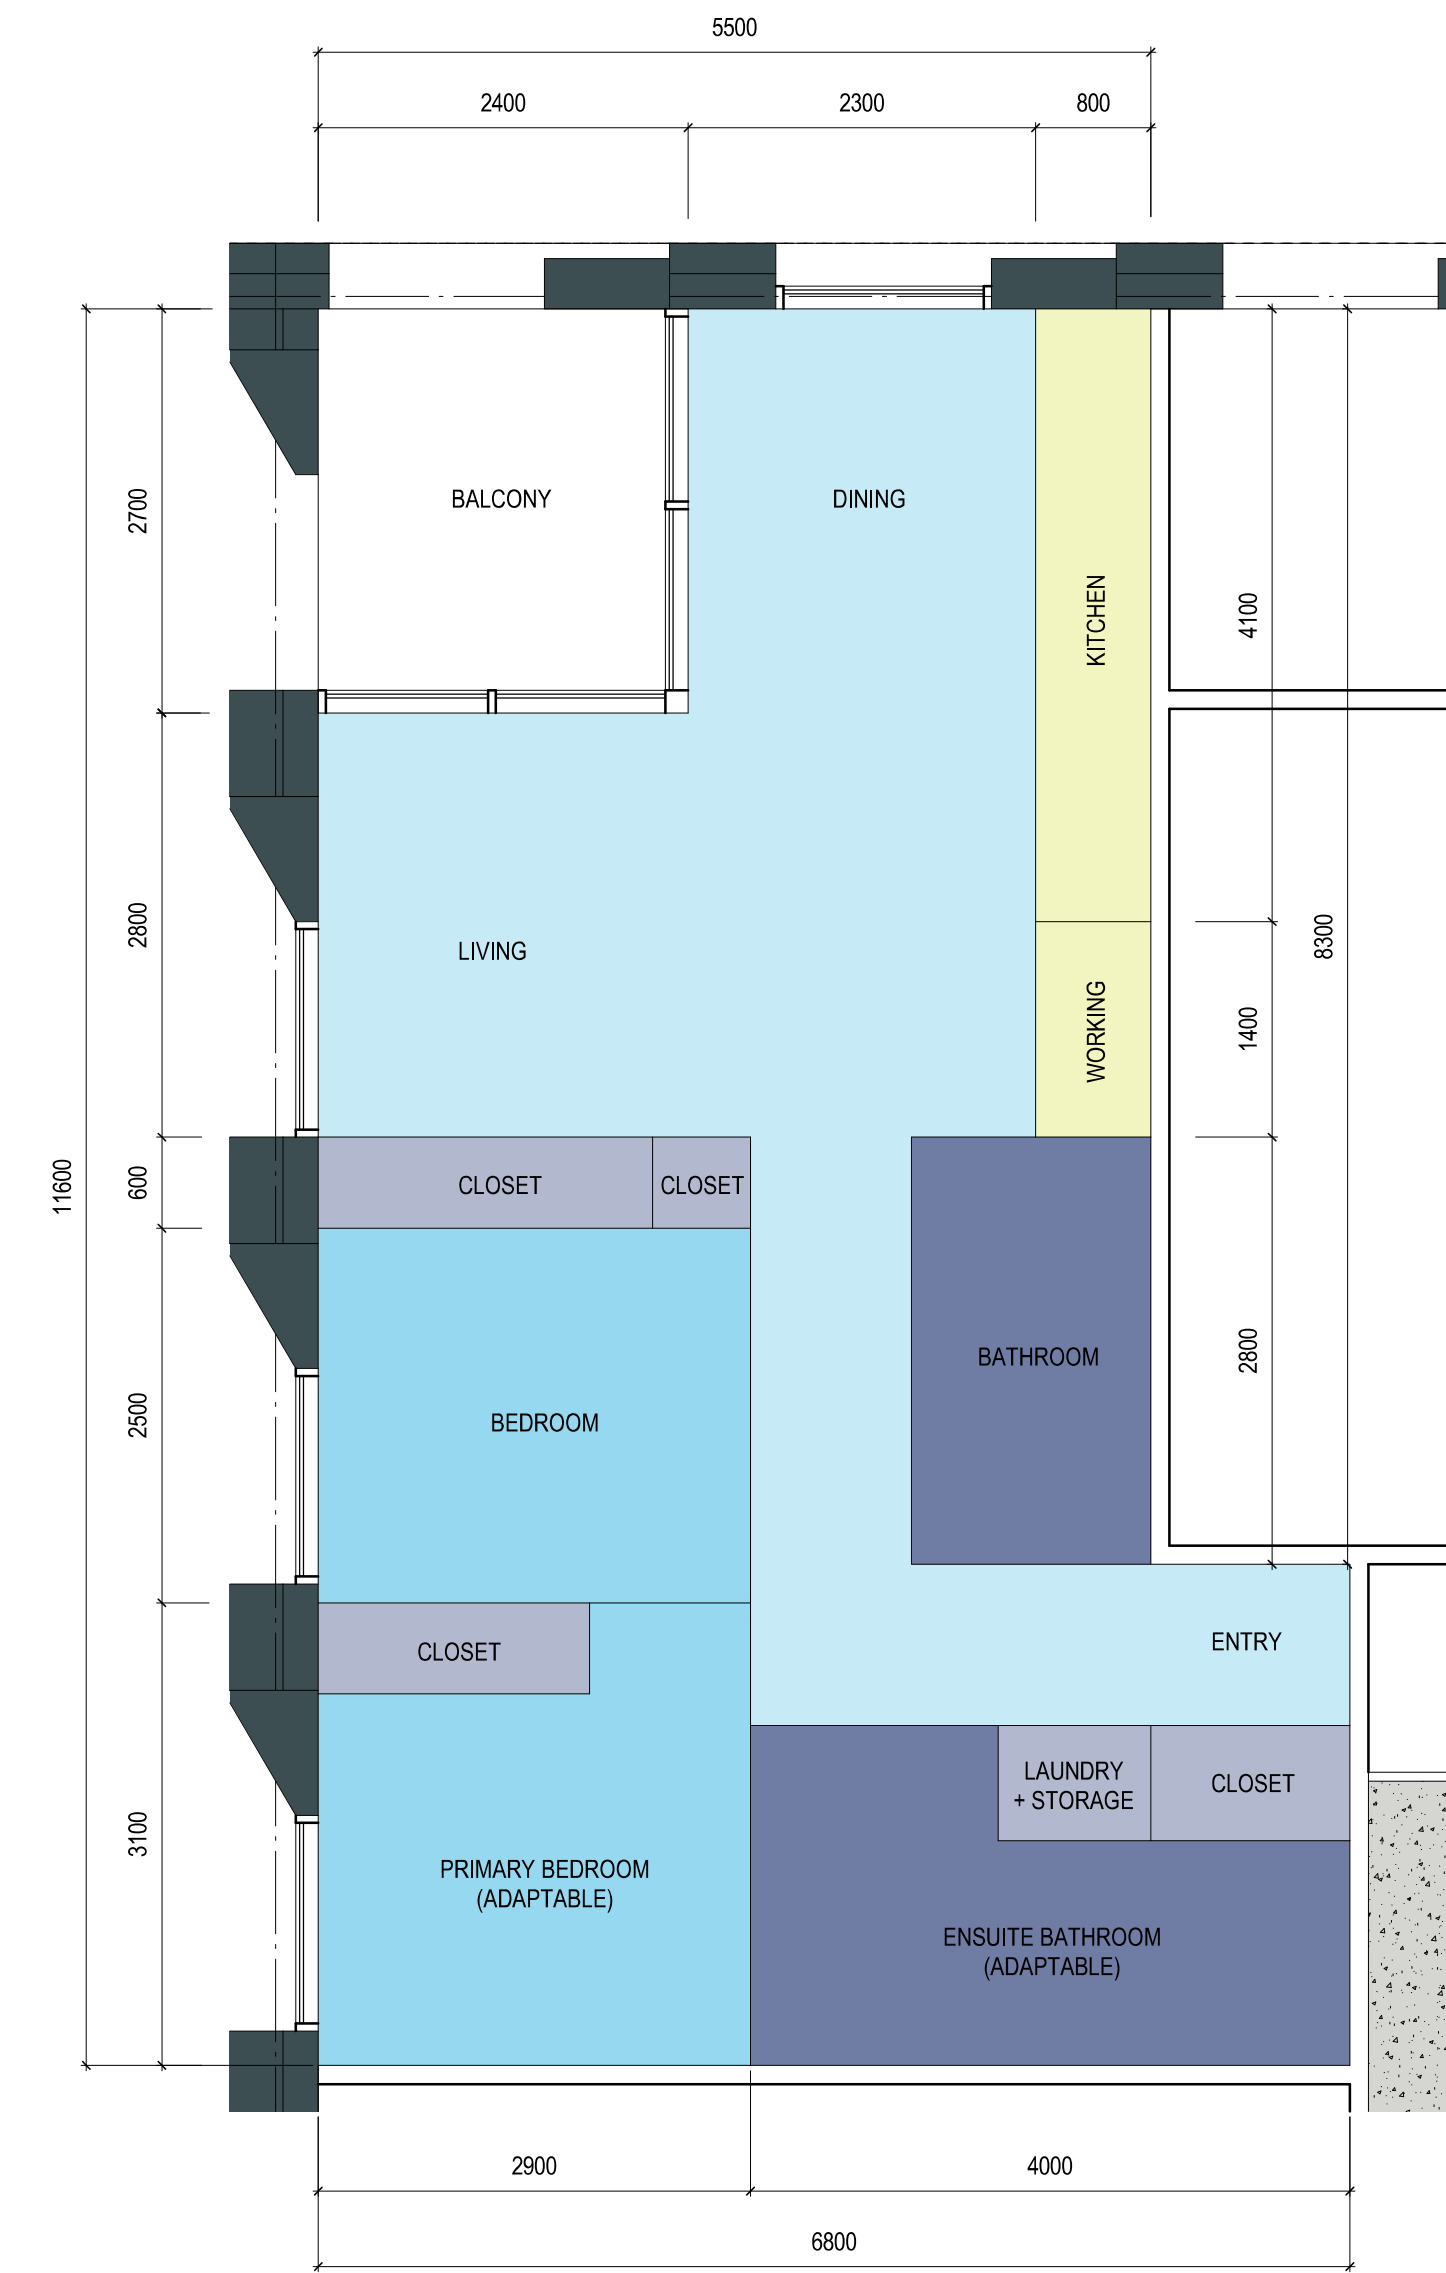 5500
2400
2300
800
BALCONY
DINING
2700
KITCHEN
4100
2800
LIVING
8300
WORKING
1400
11600
600
CLOSET
CLOSET
BATHROOM
2800
2500
BEDROOM
CLOSET
ENTRY
LAUNDRY
+ STORAGE
CLOSET
3100
PRIMARY BEDROOM
(ADAPTABLE)
ENSUITE BATHROOM
(ADAPTABLE)
2900
4000
6800